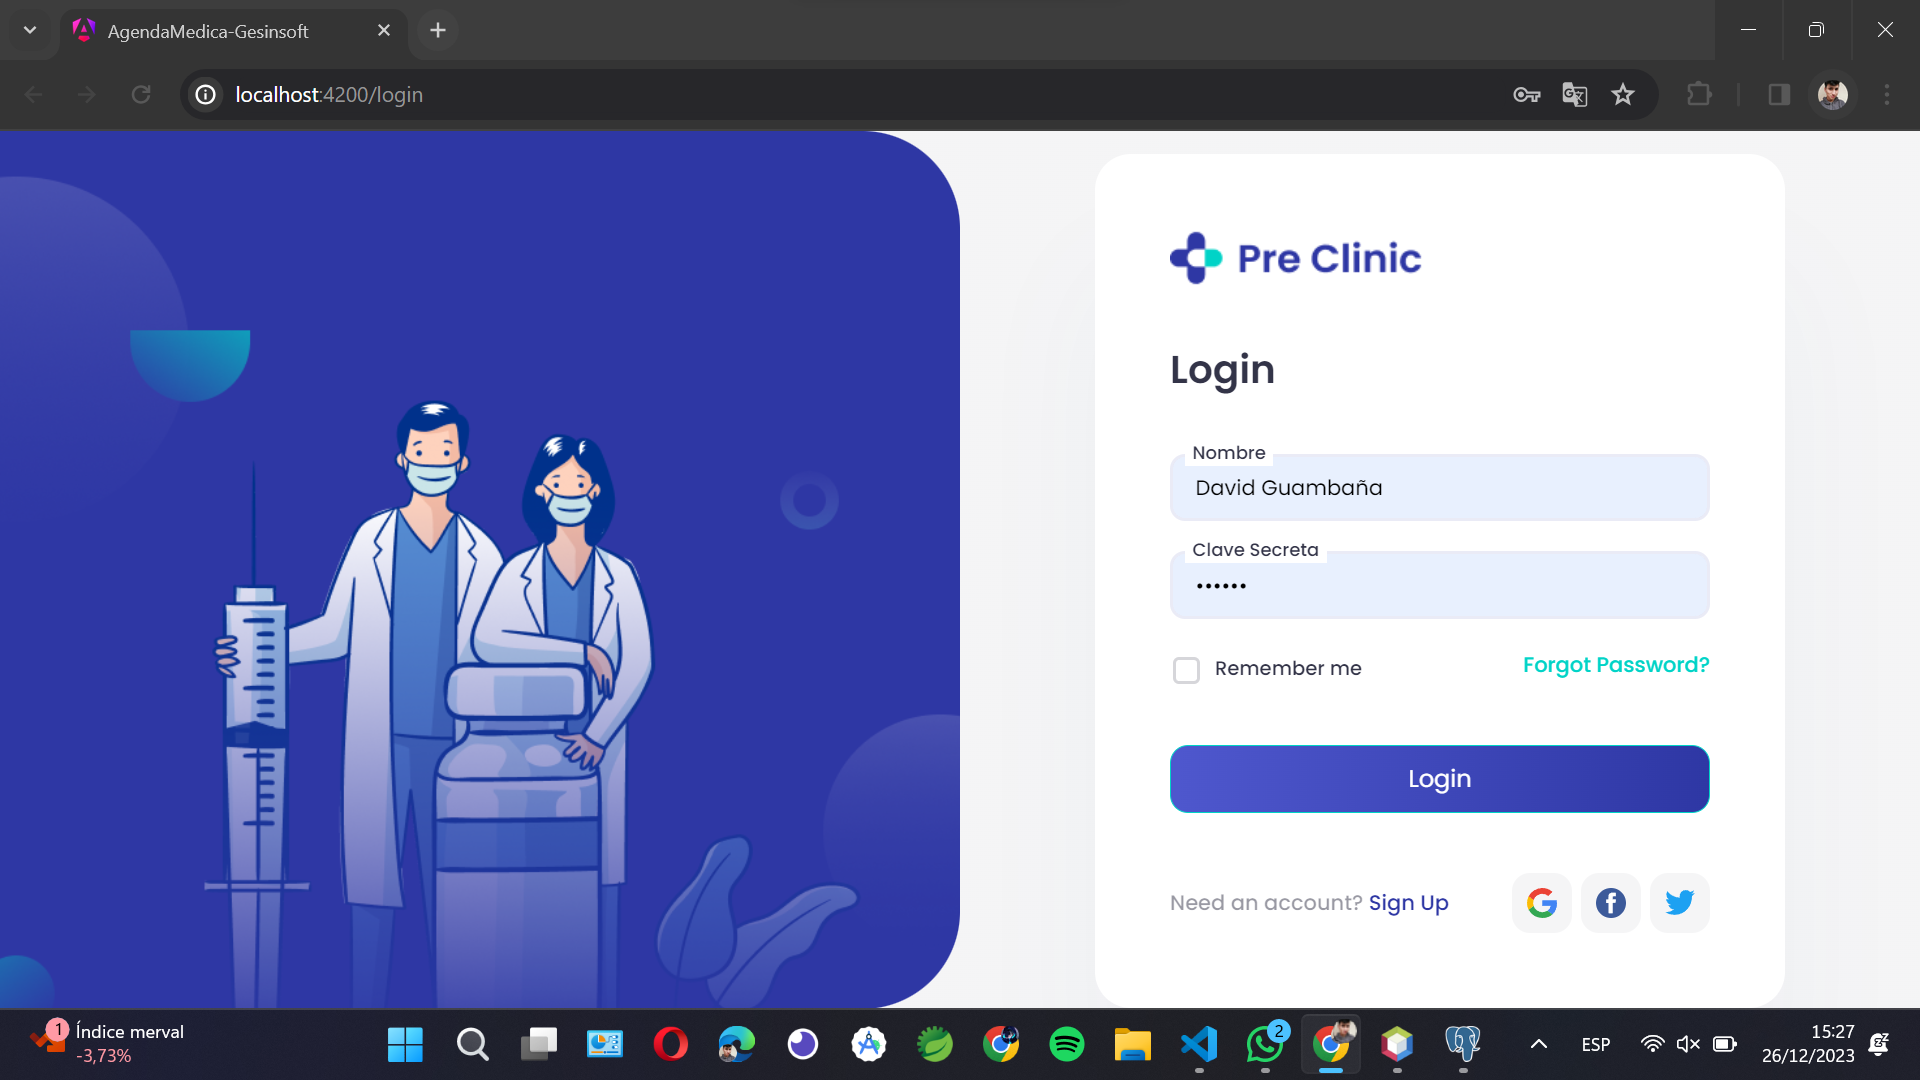 AgendaMedica-Gesinsoft
localhost:4200/login
Pre Clinic
Login
Nombre
David Guambaña
Clave Secreta
••••••
Remember me
Forgot Password?
Login
Need an account? Sign Up
1
Índice merval
-3,73%
2
ESP
15:27
26/12/2023